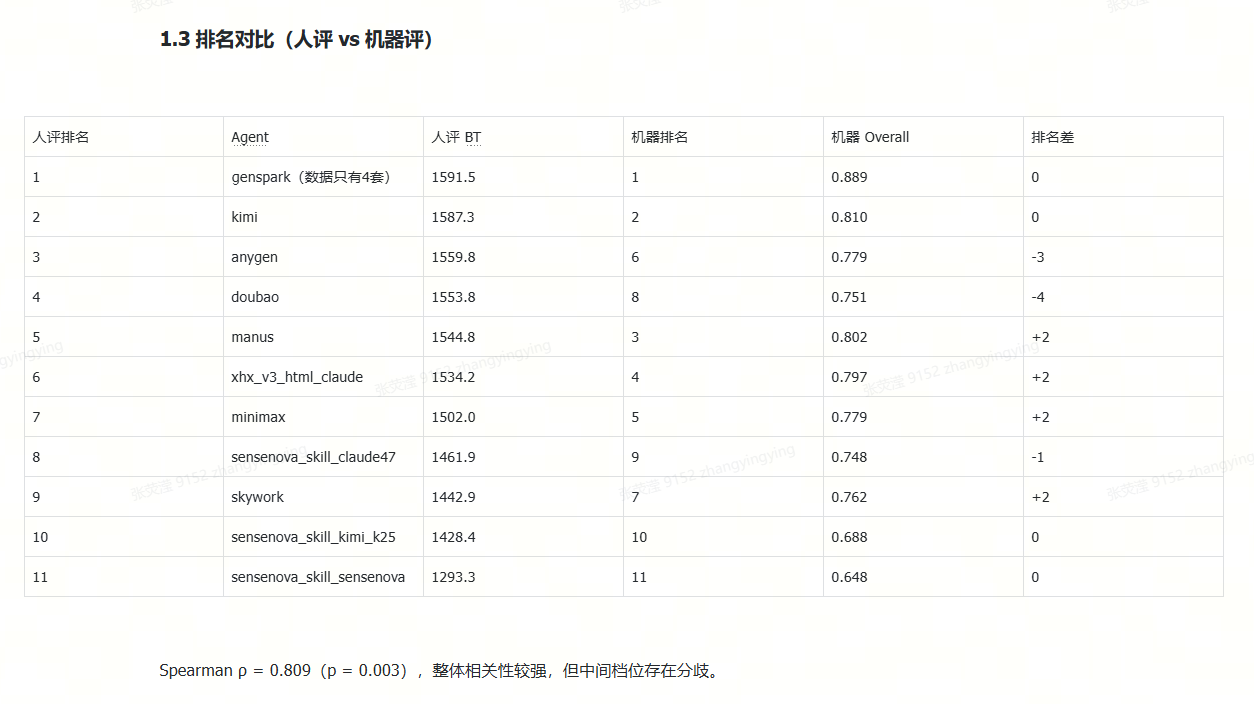 1.3 排名对比（人评 vs 机器评）
人评排名 Agent 人评 BT 机器排名 机器 Overall 排名差
1 genspark（数据只有4套） 1591.5 1 0.889 0
2 kimi 1587.3 2 0.810 0
3 anygen 1559.8 6 0.779 -3
4 doubao 1553.8 8 0.751 -4
5 manus 1544.8 3 0.802 +2
6 xhx_v3_html_claude 1534.2 4 0.797 +2
7 minimax 1502.0 5 0.779 +2
8 sensenova_skill_claude47 1461.9 9 0.748 -1
9 skywork 1442.9 7 0.762 +2
10 sensenova_skill_kimi_k25 1428.4 10 0.688 0
11 sensenova_skill_sensenova 1293.3 11 0.648 0
Spearman ρ = 0.809（p = 0.003），整体相关性较强，但中间档位存在分歧。
张荧滢 9152 zhangyingying